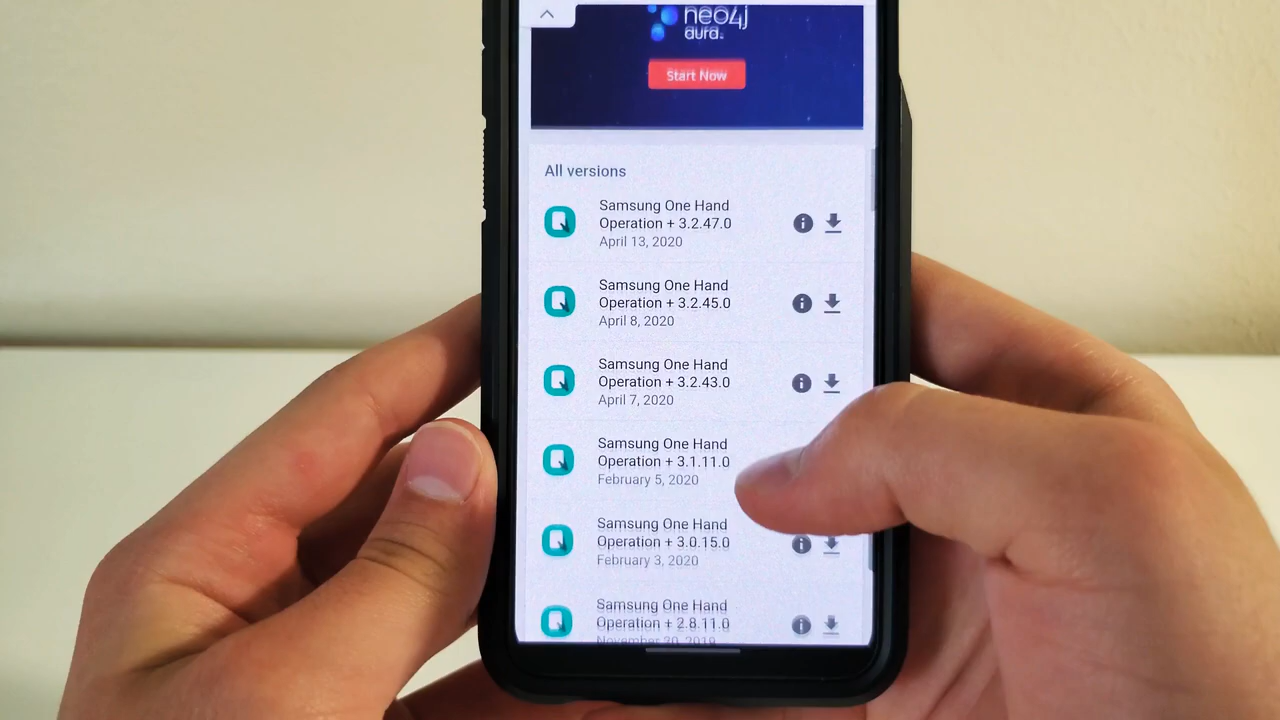 neo4j
aura
Start Now
All versions
Samsung One Hand
Operation + 3.2.47.0
April 13, 2020
Samsung One Hand
Operation + 3.2.45.0
April 8, 2020
Samsung One Hand
Operation + 3.2.43.0
April 7, 2020
Samsung One Hand
Operation + 3.1.11.0
February 5, 2020
Samsung One Hand
Operation + 3.0.15.0
February 3, 2020
Samsung One Hand
Operation + 2.8.11.0
November 30, 2019